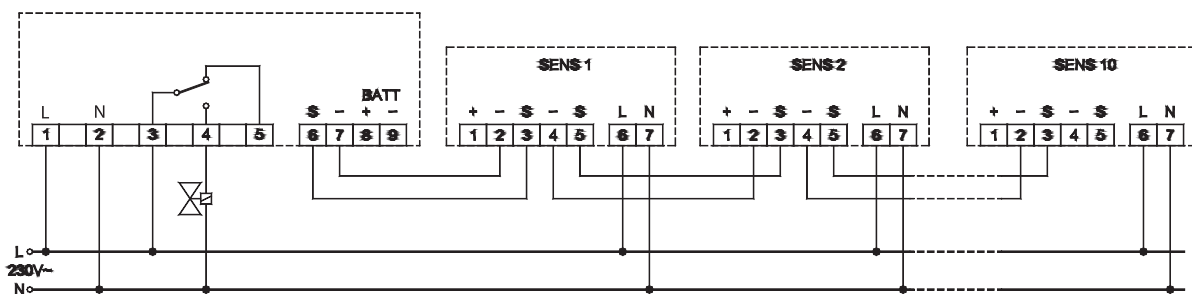 SENS 1 SENS 2 SENS 10
BATT
L N S – + – + – S – S L N + – S – S L N + – S – S L N
1 2 3 4 5 6 7 8 9 1 2 3 4 5 6 7 1 2 3 4 5 6 7 1 2 3 4 5 6 7
L
230V~
N